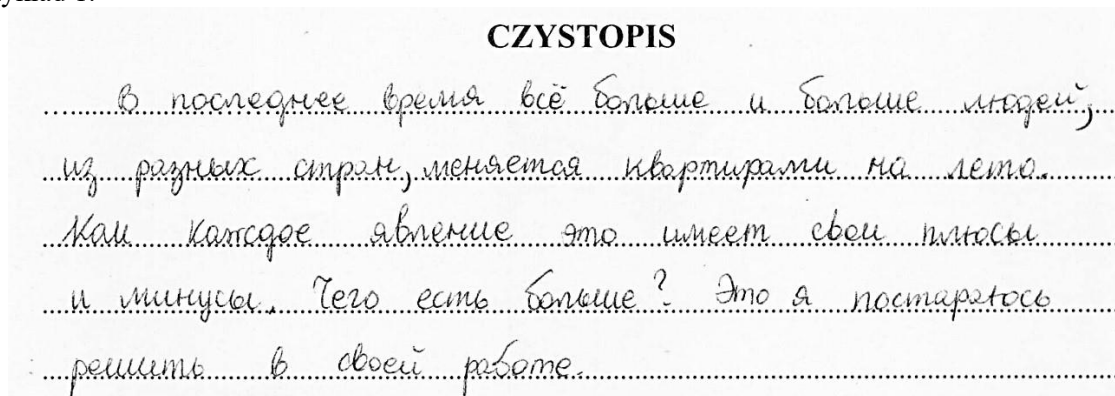 CZYSTOPIS
В последнее время всё больше и больше людей,
из разных стран, меняется квартирами на лето.
Как каждое явление это имеет свои плюсы
и минусы. Чего есть больше? Это я постараюсь
решить в своей работе.